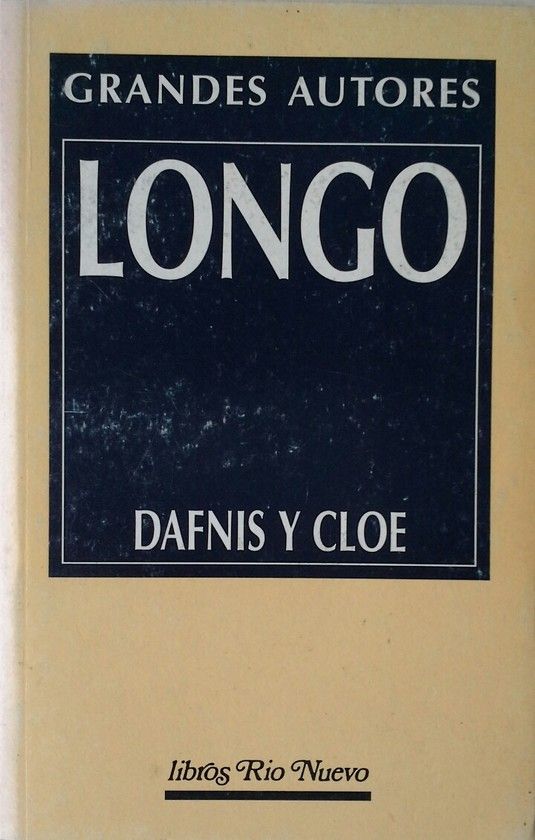 GRANDES AUTORES
LONGO
DAFNIS Y CLOE
libros Rio Nuevo